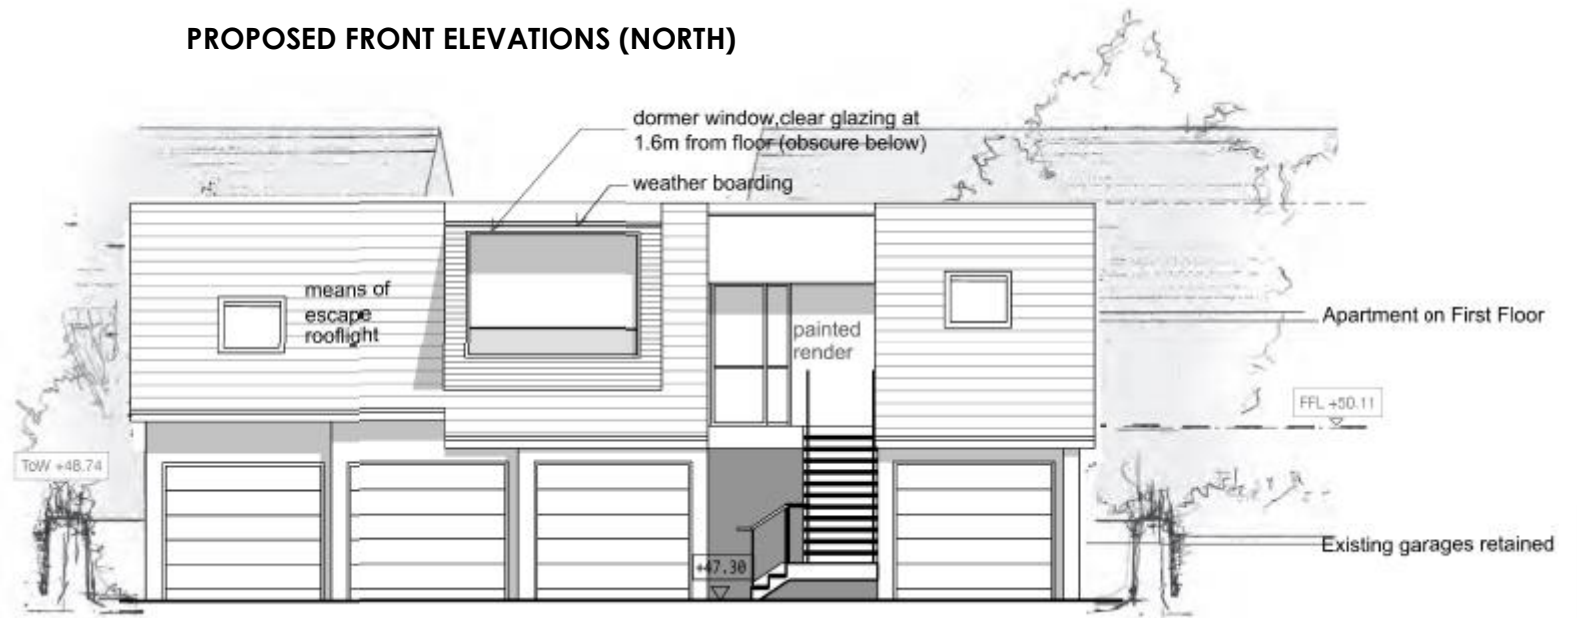 PROPOSED FRONT ELEVATIONS (NORTH)
dormer window,clear glazing at
1.6m from floor (obscure below)
weather boarding
means of
escape
rooflight
painted
render
Apartment on First Floor
FFL +50.11
ToW +48.74
Existing garages retained
+47.30